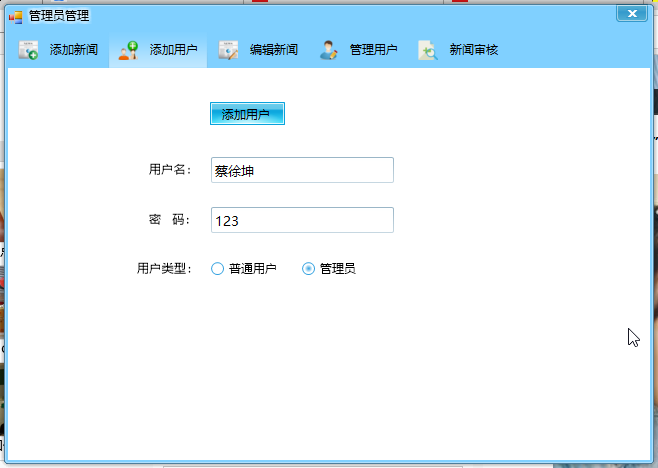 管理员管理
添加新闻 添加用户 编辑新闻 管理用户 新闻审核
添加用户
用户名： 蔡徐坤
密 码： 123
用户类型： 普通用户 管理员